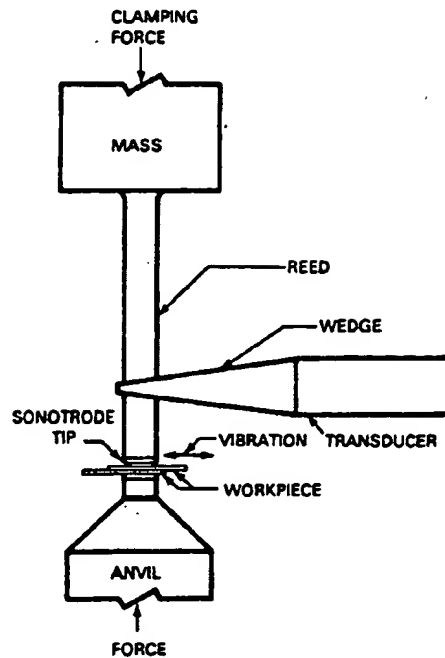 CLAMPING
FORCE
MASS
REED
WEDGE
SONOTRODE
TIP
VIBRATION
TRANSDUCER
WORKPIECE
ANVIL
FORCE